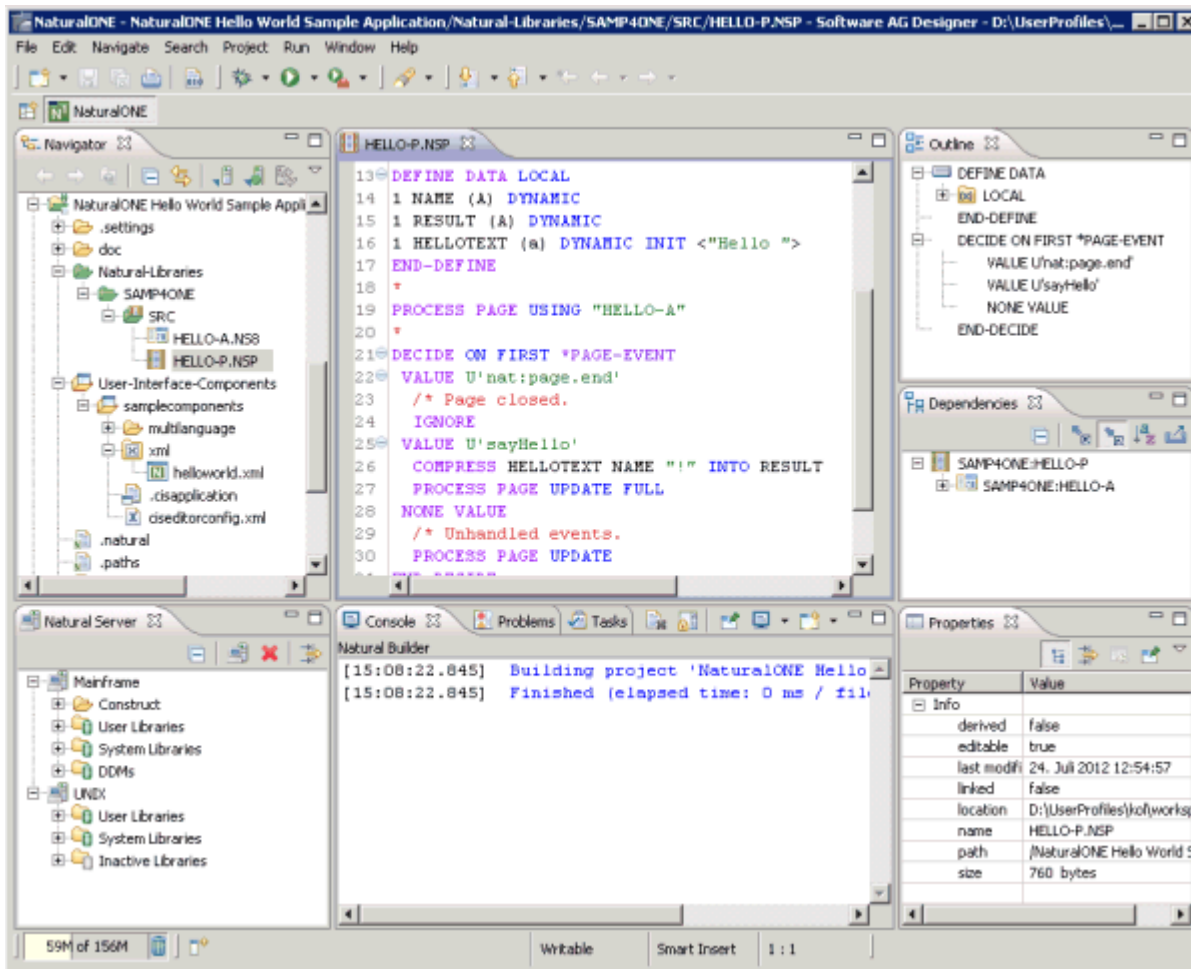 NaturalONE - NaturalONE Hello World Sample Application/Natural-Libraries/SAMP4ONE/SRC/HELLO-P.NSP - Software AG Designer - D:\UserProfiles\...
File Edit Navigate Search Project Run Window Help
NaturalONE
Navigator
NaturalONE Hello World Sample Appli
.settings
doc
Natural-Libraries
SAMP4ONE
SRC
HELLO-A.NS8
HELLO-P.NSP
User-Interface-Components
samplecomponents
multilanguage
xml
helloworld.xml
.cisapplication
ciseditorconfig.xml
.natural
.paths
HELLO-P.NSP
13 DEFINE DATA LOCAL
14 1 NAME (A) DYNAMIC
15 1 RESULT (A) DYNAMIC
16 1 HELLOTEXT (a) DYNAMIC INIT <"Hello ">
17 END-DEFINE
18 *
19 PROCESS PAGE USING "HELLO-A"
20 *
21 DECIDE ON FIRST *PAGE-EVENT
22 VALUE U'nat:page.end'
23 /* Page closed.
24 IGNORE
25 VALUE U'sayHello'
26 COMPRESS HELLOTEXT NAME "!" INTO RESULT
27 PROCESS PAGE UPDATE FULL
28 NONE VALUE
29 /* Unhandled events.
30 PROCESS PAGE UPDATE
Outline
DEFINE DATA
LOCAL
END-DEFINE
DECIDE ON FIRST *PAGE-EVENT
VALUE U'nat:page.end'
VALUE U'sayHello'
NONE VALUE
END-DECIDE
Dependencies
SAMP4ONE:HELLO-P
SAMP4ONE:HELLO-A
Natural Server
Mainframe
Construct
User Libraries
System Libraries
DDMs
UNIX
User Libraries
System Libraries
Inactive Libraries
Console Problems Tasks
Natural Builder
[15:08:22.845] Building project 'NaturalONE Hello
[15:08:22.845] Finished (elapsed time: 0 ms / file
Properties
Property Value
Info
derived false
editable true
last modifi 24. Juli 2012 12:54:57
linked false
location D:\UserProfiles\kol\worksp
name HELLO-P.NSP
path /NaturalONE Hello World S
size 760 bytes
59M of 156M
Writable Smart Insert 1 : 1